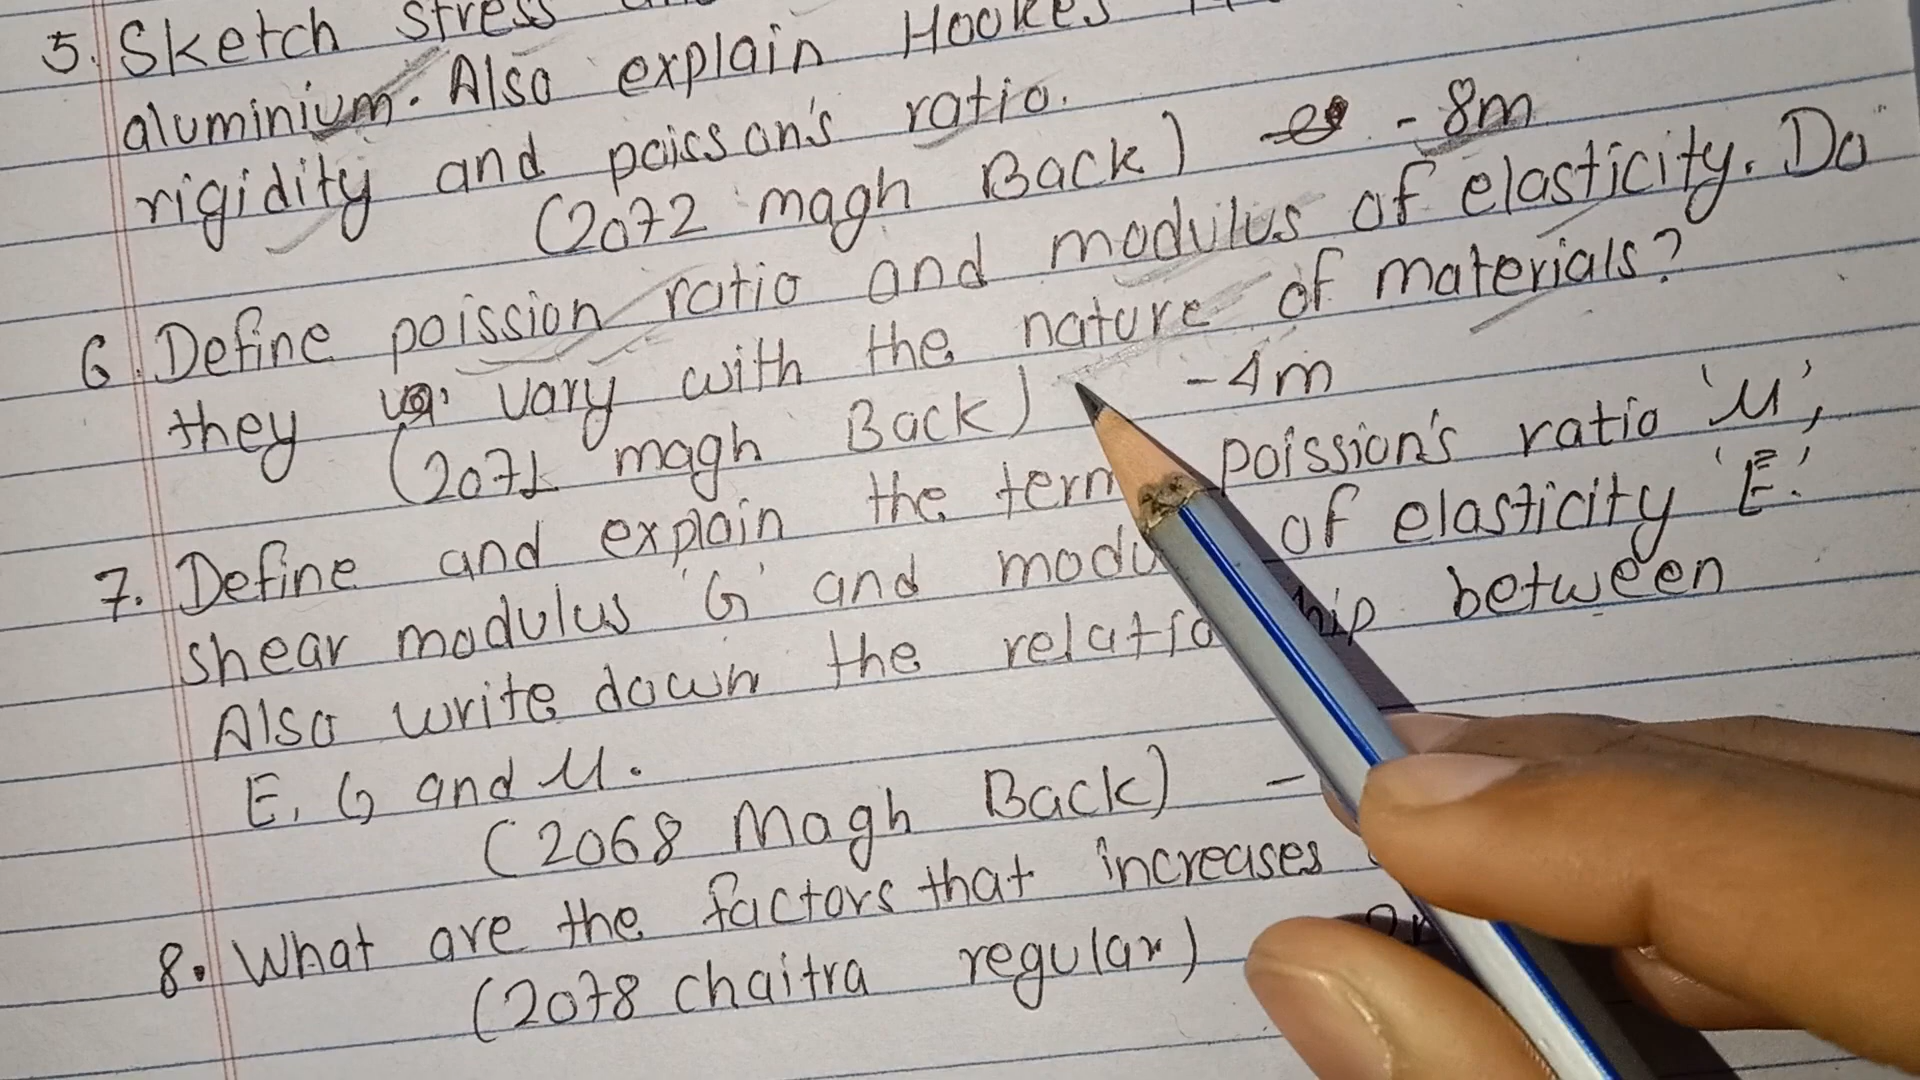 5. Sketch stress
aluminium. Also explain Hookes
rigidity and poisson's ratio.
(2072 magh Back) - 8m
6. Define poission ratio and modulus of elasticity. Do
they vary with the nature of materials?
(2071 magh Back) - 4m
7. Define and explain the term poission's ratio 'μ',
shear modulus 'G' and modu of elasticity 'E'.
Also write down the relatio hip between
E, G and μ.
(2068 Magh Back) -
8. What are the factors that increases
(2078 chaitra regular)